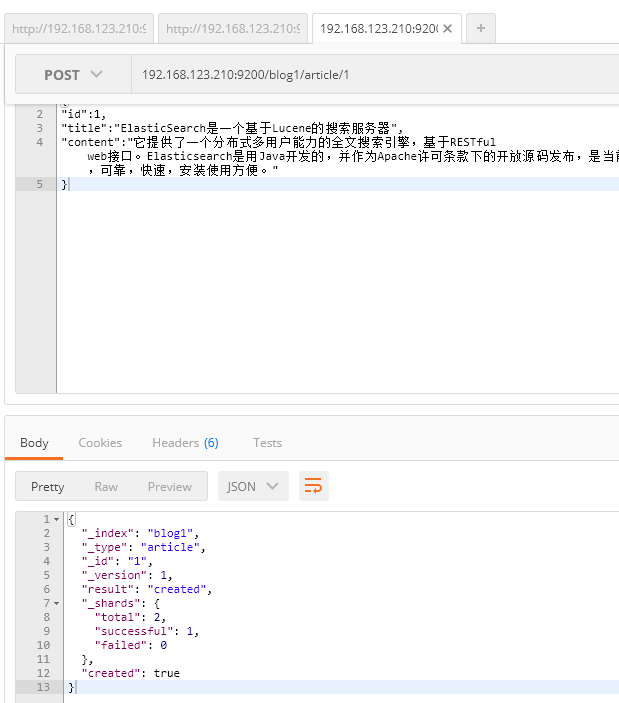 http://192.168.123.210:9
http://192.168.123.210:9
192.168.123.210:920
POST
192.168.123.210:9200/blog1/article/1
2 "id":1,
3 "title":"ElasticSearch是一个基于Lucene的搜索服务器",
4 "content":"它提供了一个分布式多用户能力的全文搜索引擎，基于RESTful
web接口。Elasticsearch是用Java开发的，并作为Apache许可条款下的开放源码发布，是当
，可靠，快速，安装使用方便。"
5 }
Body Cookies Headers (6) Tests
Pretty Raw Preview JSON
1 {
2 "_index": "blog1",
3 "_type": "article",
4 "_id": "1",
5 "_version": 1,
6 "result": "created",
7 "_shards": {
8 "total": 2,
9 "successful": 1,
10 "failed": 0
11 },
12 "created": true
13 }